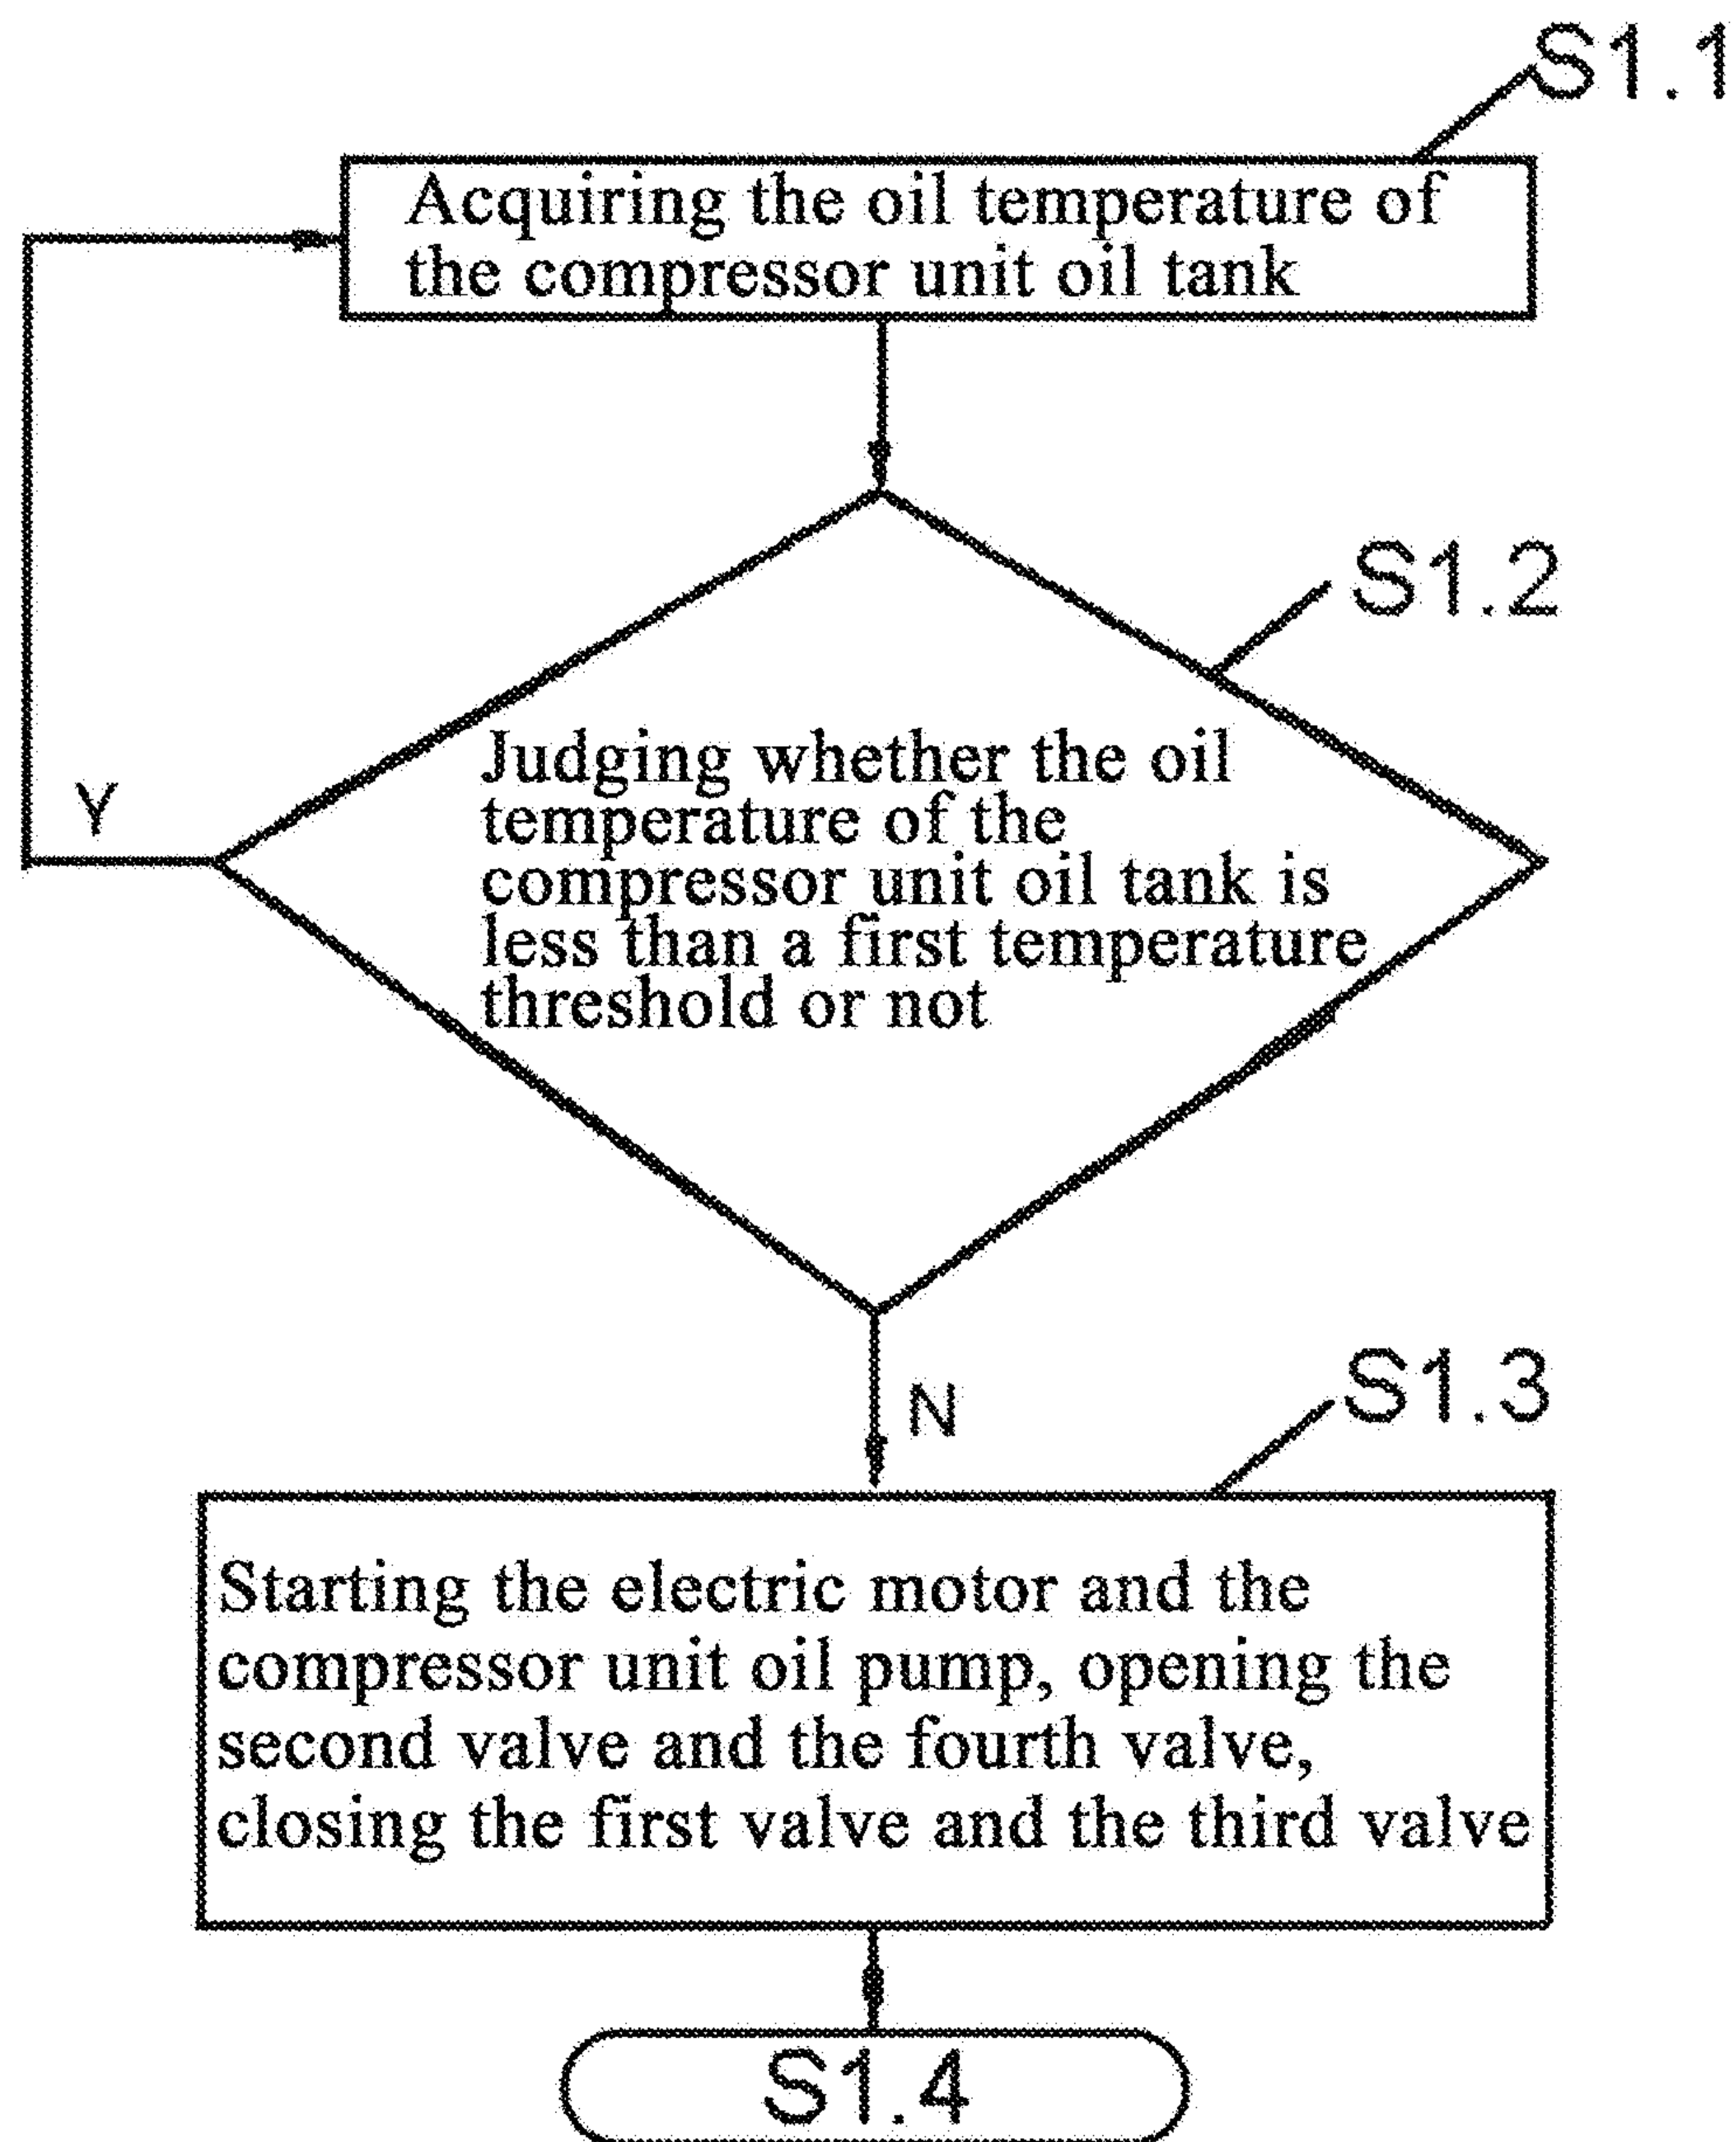 S1.1
Acquiring the oil temperature of
the compressor unit oil tank
S1.2
Judging whether the oil
temperature of the
compressor unit oil tank is
less than a first temperature
threshold or not
Y
N
S1.3
Starting the electric motor and the
compressor unit oil pump, opening the
second valve and the fourth valve,
closing the first valve and the third valve
S1.4